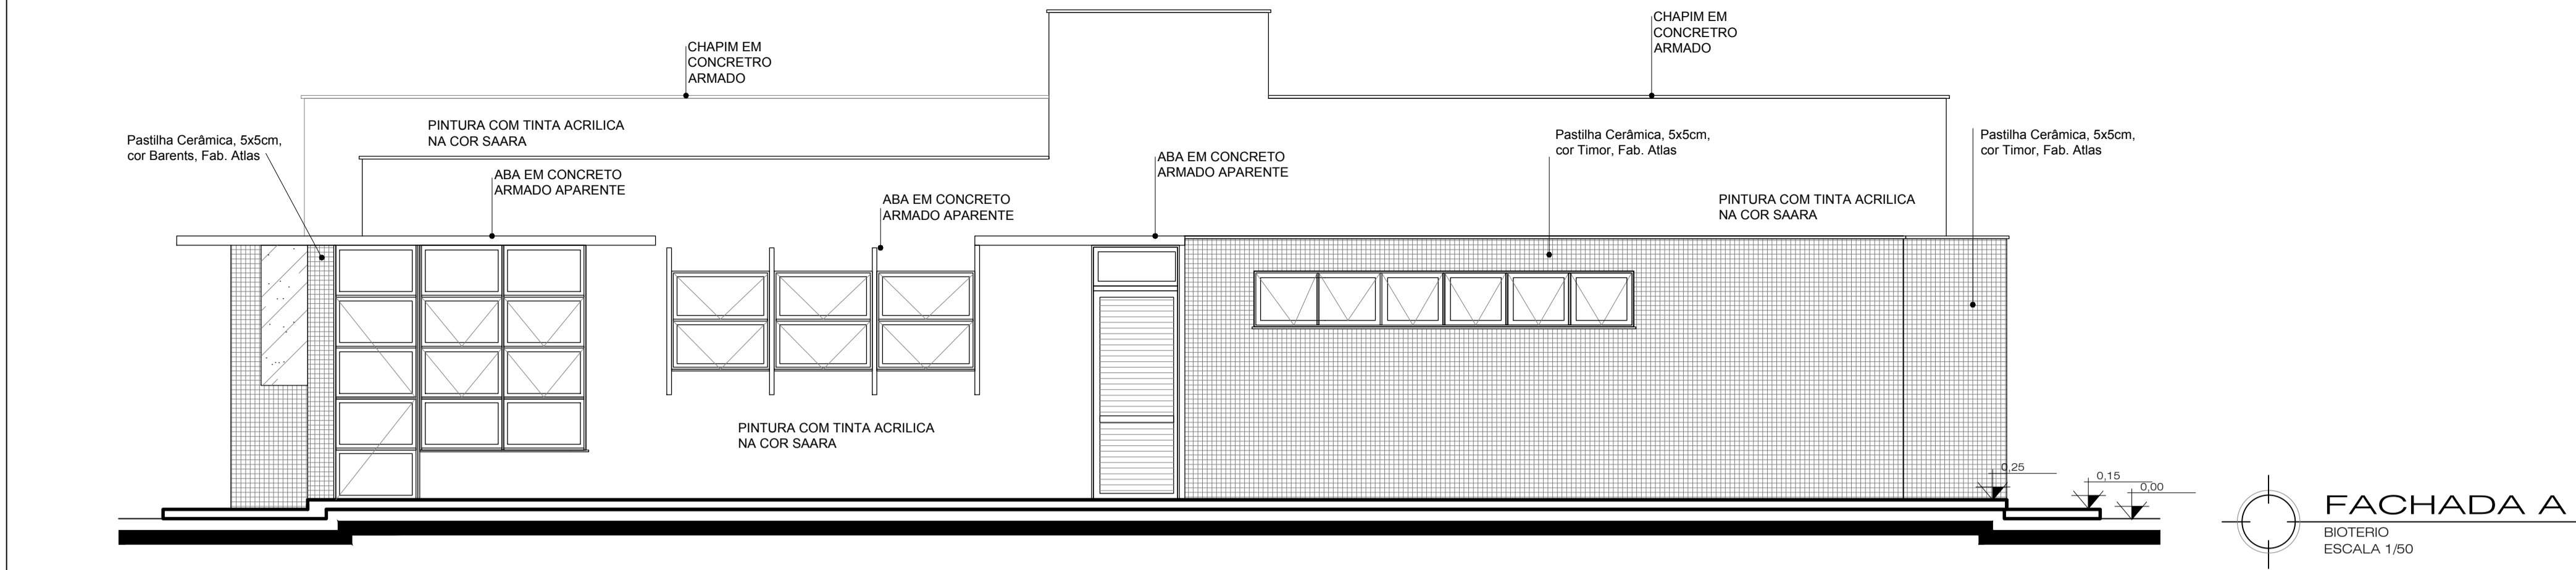 CHAPIM EM
CONCRETRO
ARMADO
CHAPIM EM
CONCRETRO
ARMADO
PINTURA COM TINTA ACRILICA
NA COR SAARA
Pastilha Cerâmica, 5x5cm,
cor Barents, Fab. Atlas
Pastilha Cerâmica, 5x5cm,
cor Timor, Fab. Atlas
Pastilha Cerâmica, 5x5cm,
cor Timor, Fab. Atlas
ABA EM CONCRETO
ARMADO APARENTE
ABA EM CONCRETO
ARMADO APARENTE
ABA EM CONCRETO
ARMADO APARENTE
PINTURA COM TINTA ACRILICA
NA COR SAARA
PINTURA COM TINTA ACRILICA
NA COR SAARA
0,25
0,15
0,00
FACHADA A
BIOTERIO
ESCALA 1/50